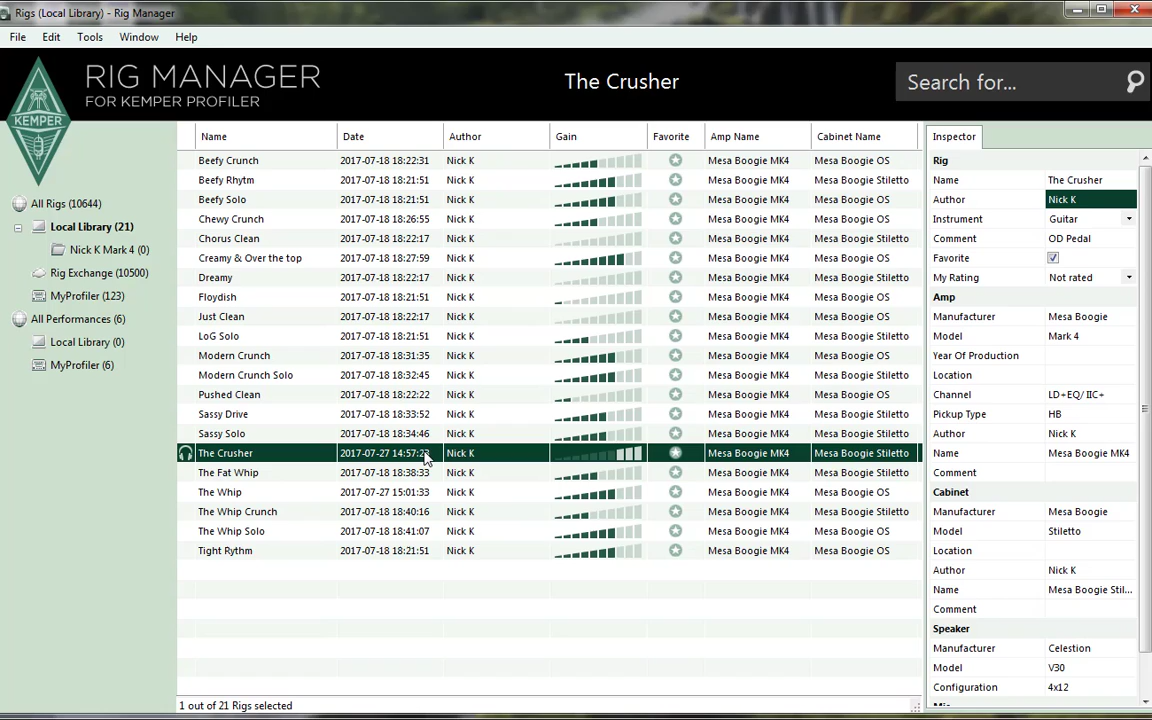 Rigs (Local Library) - Rig Manager
File Edit Tools Window Help
KEMPER
RIG MANAGER
FOR KEMPER PROFILER
The Crusher
Search for...
All Rigs (10644)
Local Library (21)
Nick K Mark 4 (0)
Rig Exchange (10500)
MyProfiler (123)
All Performances (6)
Local Library (0)
MyProfiler (6)
Name Date Author Gain Favorite Amp Name Cabinet Name
Beefy Crunch 2017-07-18 18:22:31 Nick K Mesa Boogie MK4 Mesa Boogie OS
Beefy Rhytm 2017-07-18 18:21:51 Nick K Mesa Boogie MK4 Mesa Boogie Stiletto
Beefy Solo 2017-07-18 18:21:51 Nick K Mesa Boogie MK4 Mesa Boogie OS
Chewy Crunch 2017-07-18 18:26:55 Nick K Mesa Boogie MK4 Mesa Boogie OS
Chorus Clean 2017-07-18 18:22:17 Nick K Mesa Boogie MK4 Mesa Boogie Stiletto
Creamy & Over the top 2017-07-18 18:27:59 Nick K Mesa Boogie MK4 Mesa Boogie OS
Dreamy 2017-07-18 18:22:17 Nick K Mesa Boogie MK4 Mesa Boogie Stiletto
Floydish 2017-07-18 18:21:51 Nick K Mesa Boogie MK4 Mesa Boogie OS
Just Clean 2017-07-18 18:22:17 Nick K Mesa Boogie MK4 Mesa Boogie OS
LoG Solo 2017-07-18 18:21:51 Nick K Mesa Boogie MK4 Mesa Boogie Stiletto
Modern Crunch 2017-07-18 18:31:35 Nick K Mesa Boogie MK4 Mesa Boogie OS
Modern Crunch Solo 2017-07-18 18:32:45 Nick K Mesa Boogie MK4 Mesa Boogie Stiletto
Pushed Clean 2017-07-18 18:22:22 Nick K Mesa Boogie MK4 Mesa Boogie OS
Sassy Drive 2017-07-18 18:33:52 Nick K Mesa Boogie MK4 Mesa Boogie Stiletto
Sassy Solo 2017-07-18 18:34:46 Nick K Mesa Boogie MK4 Mesa Boogie Stiletto
The Crusher 2017-07-27 14:57:23 Nick K Mesa Boogie MK4 Mesa Boogie Stiletto
The Fat Whip 2017-07-18 18:38:33 Nick K Mesa Boogie MK4 Mesa Boogie Stiletto
The Whip 2017-07-27 15:01:33 Nick K Mesa Boogie MK4 Mesa Boogie OS
The Whip Crunch 2017-07-18 18:40:16 Nick K Mesa Boogie MK4 Mesa Boogie Stiletto
The Whip Solo 2017-07-18 18:41:07 Nick K Mesa Boogie MK4 Mesa Boogie OS
Tight Rythm 2017-07-18 18:21:51 Nick K Mesa Boogie MK4 Mesa Boogie OS
1 out of 21 Rigs selected
Inspector
Rig
Name The Crusher
Author Nick K
Instrument Guitar
Comment OD Pedal
Favorite
My Rating Not rated
Amp
Manufacturer Mesa Boogie
Model Mark 4
Year Of Production
Location
Channel LD+EQ/ IIC+
Pickup Type HB
Author Nick K
Name Mesa Boogie MK4
Comment
Cabinet
Manufacturer Mesa Boogie
Model Stiletto
Location
Author Nick K
Name Mesa Boogie Stil...
Comment
Speaker
Manufacturer Celestion
Model V30
Configuration 4x12